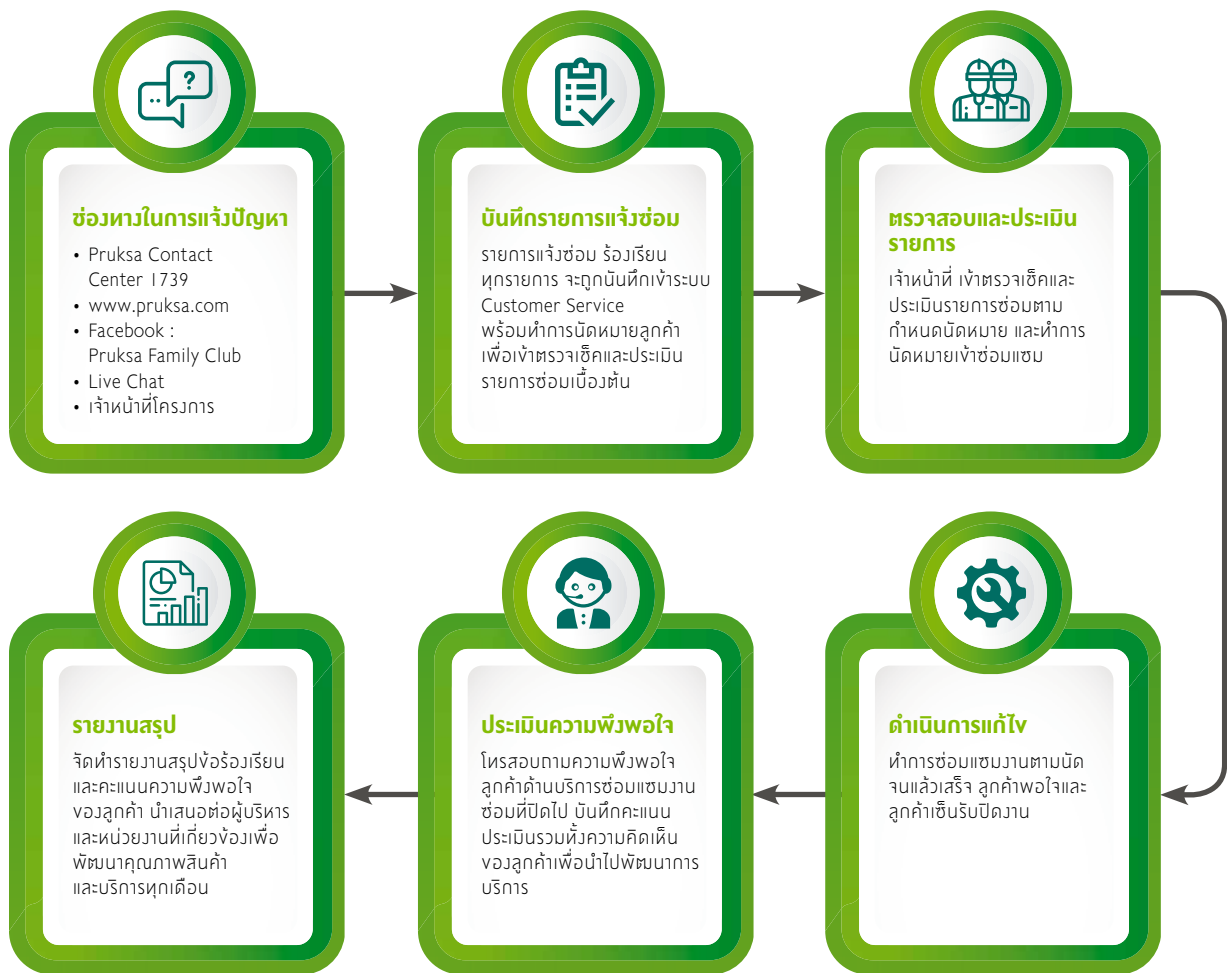 ช่องทางในการแจ้งปัญหา
• Pruksa Contact
Center 1739
• www.pruksa.com
• Facebook :
Pruksa Family Club
• Live Chat
• เจ้าหน้าที่โครงการ
บันทึกรายการแจ้งซ่อม
รายการแจ้งซ่อม ร้องเรียน
ทุกรายการ จะถูกนันทึกเข้าระบบ
Customer Service
พร้อมทำการนัดหมายลูกค้า
เพื่อเข้าตรวจเช็คและประเมิน
รายการซ่อมเบื้องต้น
ตรวจสอบและประเมิน
รายการ
เจ้าหน้าที่ เข้าตรวจเช็คและ
ประเมินรายการซ่อมตาม
กำหนดนัดหมาย และทำการ
นัดหมายเข้าซ่อมแซม
ดำเนินการแก้ไข
ทำการซ่อมแซมงานตามนัด
จนแล้วเสร็จ ลูกค้าพอใจและ
ลูกค้าเซ็นรับปิดงาน
ประเมินความพึงพอใจ
โทรสอบถามความพึงพอใจ
ลูกค้าด้านบริการซ่อมแซมงาน
ซ่อมที่ปิดไป บันทึกคะแนน
ประเมินรวมทั้งความคิดเห็น
ของลูกค้าเพื่อนำไปพัฒนาการ
บริการ
รายงานสรุป
จัดทำรายงานสรุปข้อร้องเรียน
และคะแนนความพึงพอใจ
ของลูกค้า นำเสนอต่อผู้บริหาร
และหน่วยงานที่เกี่ยวข้องเพื่อ
พัฒนาคุณภาพสินค้า
และบริการทุกเดือน